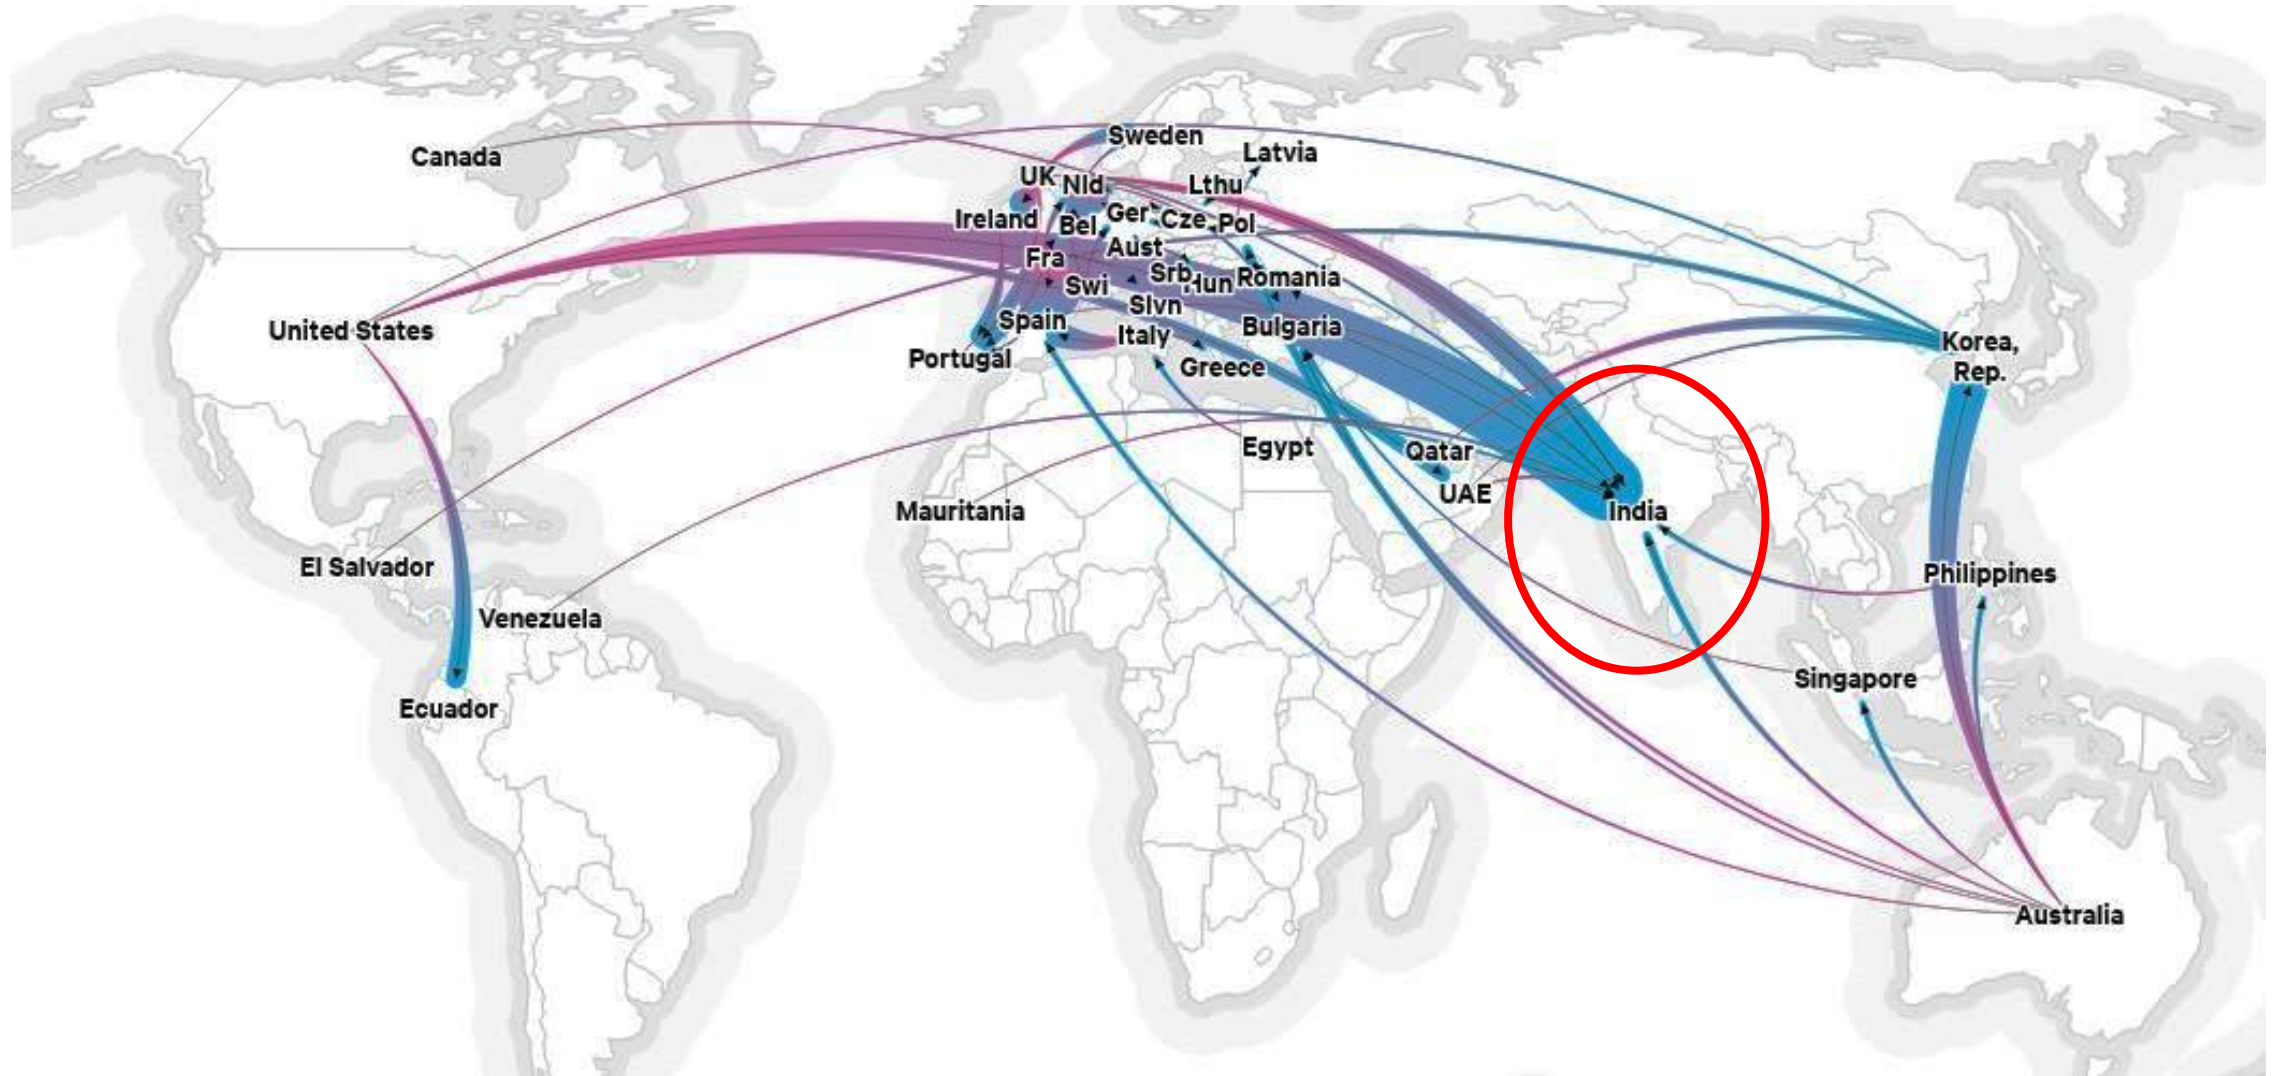 Sweden
Canada
Latvia
UK
Nld
Lthu
Ireland
Bel
Ger
Cze
Pol
Aust
Fra
Swi
Srb
Hun
Romania
Slvn
Spain
Italy
Bulgaria
United States
Portugal
Greece
Korea,
Rep.
Egypt
Qatar
UAE
Mauritania
India
El Salvador
Philippines
Venezuela
Singapore
Ecuador
Australia